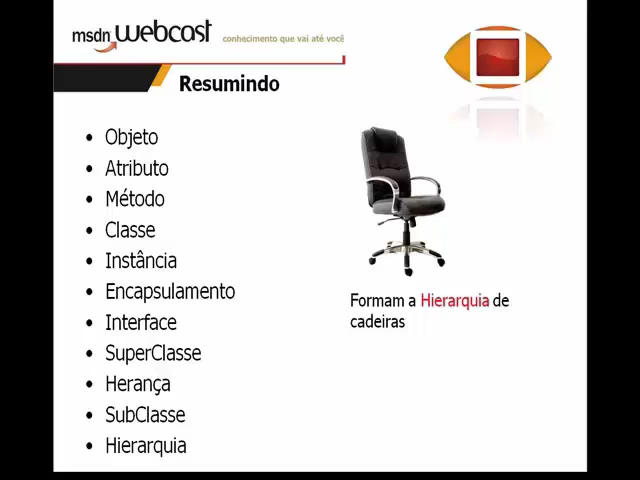 msdn webcast conhecimento que vai até você
Resumindo
Objeto
Atributo
Método
Classe
Instância
Encapsulamento
Interface
SuperClasse
Herança
SubClasse
Hierarquia
Formam a Hierarquia de
cadeiras